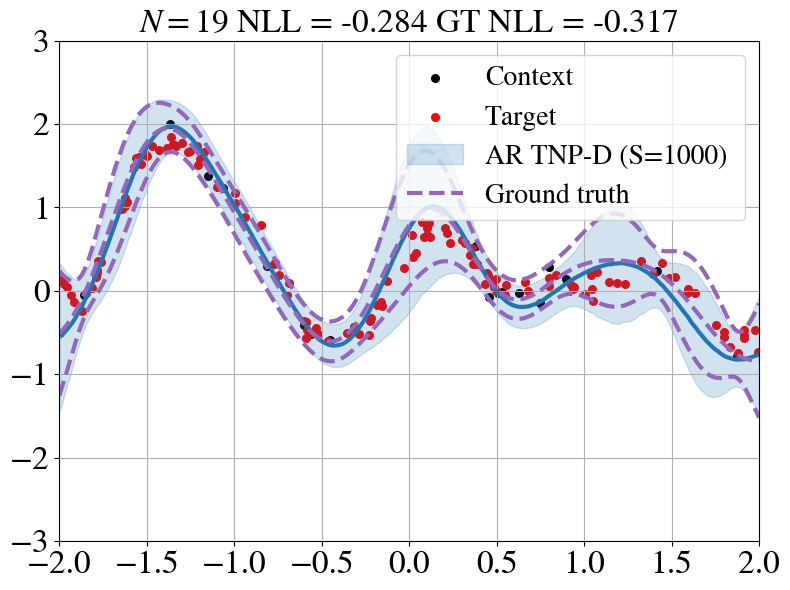 N = 19 NLL = -0.284 GT NLL = -0.317
3
2
1
0
−1
−2
−3
Context
Target
AR TNP-D (S=1000)
Ground truth
−2.0 −1.5 −1.0 −0.5 0.0 0.5 1.0 1.5 2.0